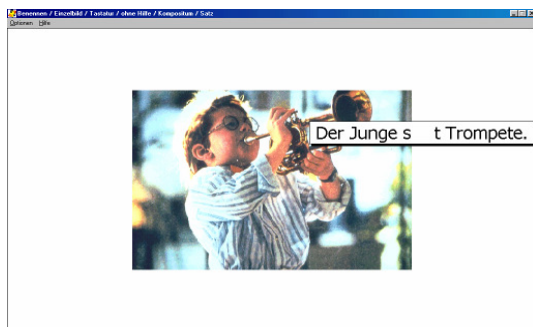 Benennen / Einzelbild / Tastatur / ohne Hilfe / Kompositum / Satz
Optionen Hilfe
Der Junge s t Trompete.